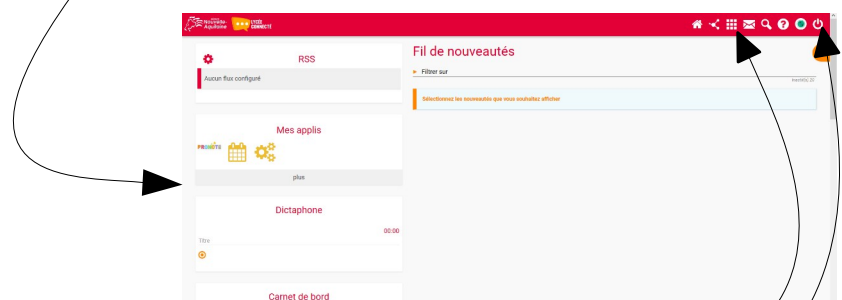 Nouvelle-
Aquitaine
LYCÉE
CONNECTÉ
RSS
Aucun flux configuré
Mes applis
PRONOTE
plus
Dictaphone
00:00
Titre
Carnet de bord
Fil de nouveautés
Filtrer sur
Sélectionnez les nouveautés que vous souhaitez afficher